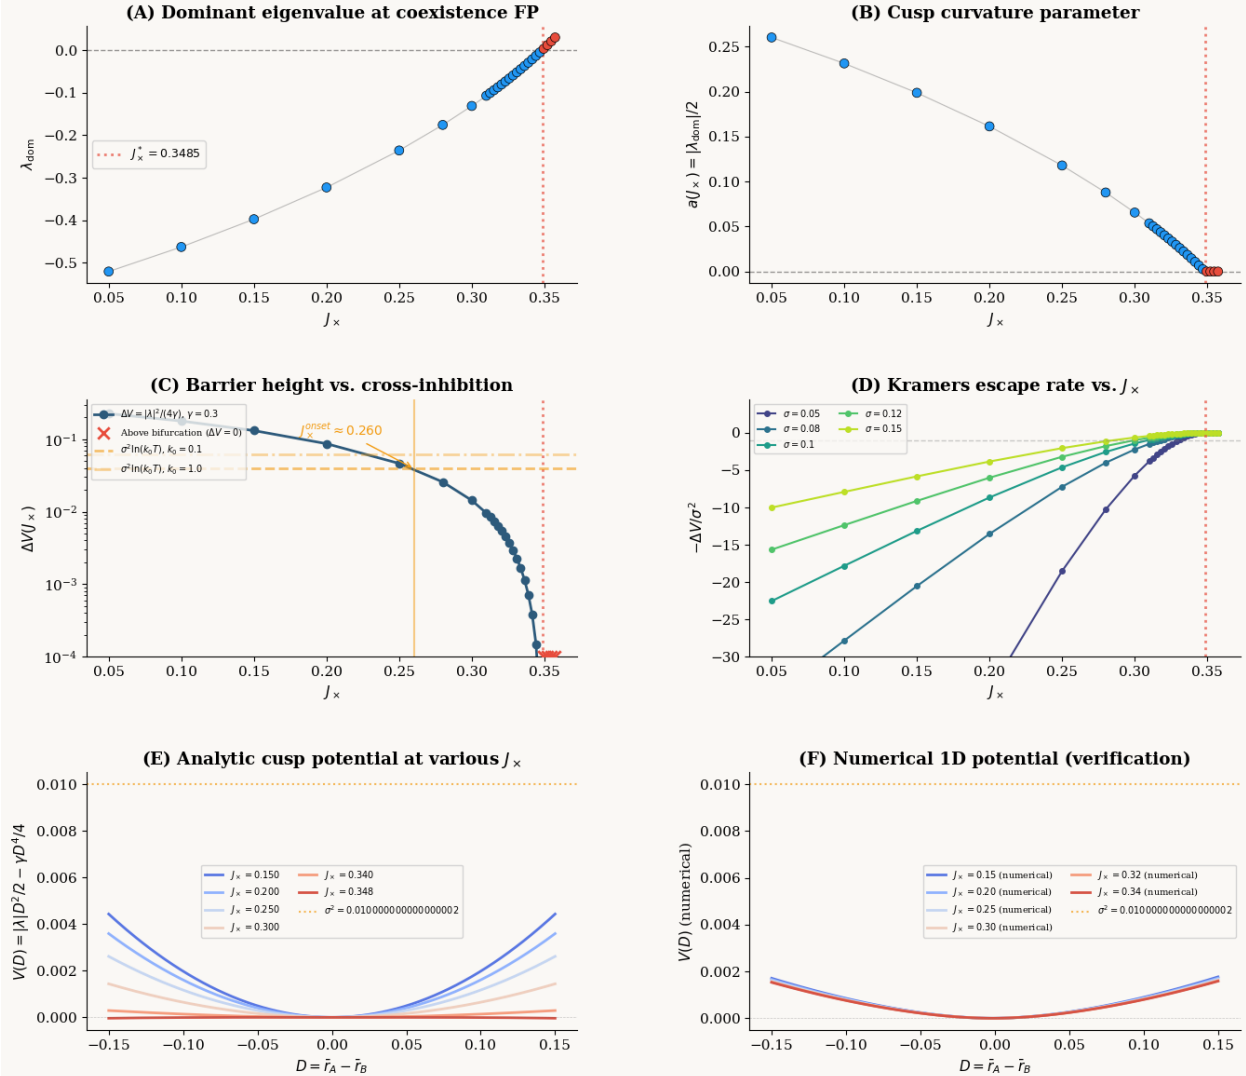 (A) Dominant eigenvalue at coexistence FP
λ_dom
0.0
−0.1
−0.2
−0.3
−0.4
−0.5
J×* = 0.3485
0.05 0.10 0.15 0.20 0.25 0.30 0.35
J×
(B) Cusp curvature parameter
a(J×) = |λ_dom|/2
0.25
0.20
0.15
0.10
0.05
0.00
0.05 0.10 0.15 0.20 0.25 0.30 0.35
J×
(C) Barrier height vs. cross-inhibition
ΔV(J×)
10⁻¹
10⁻²
10⁻³
10⁻⁴
ΔV = |λ|²/(4γ), γ = 0.3
Above bifurcation (ΔV = 0)
σ²ln(k₀T), k₀ = 0.1
σ²ln(k₀T), k₀ = 1.0
J×^onset ≈ 0.260
0.05 0.10 0.15 0.20 0.25 0.30 0.35
J×
(D) Kramers escape rate vs. J×
−ΔV/σ²
0
−5
−10
−15
−20
−25
−30
σ = 0.05
σ = 0.08
σ = 0.1
σ = 0.12
σ = 0.15
0.05 0.10 0.15 0.20 0.25 0.30 0.35
J×
(E) Analytic cusp potential at various J×
V(D) = |λ|D²/2 − γD⁴/4
0.010
0.008
0.006
0.004
0.002
0.000
J× = 0.150
J× = 0.200
J× = 0.250
J× = 0.300
J× = 0.340
J× = 0.348
σ² = 0.010000000000000002
−0.15 −0.10 −0.05 0.00 0.05 0.10 0.15
D = r̄_A − r̄_B
(F) Numerical 1D potential (verification)
V(D) (numerical)
0.010
0.008
0.006
0.004
0.002
0.000
J× = 0.15 (numerical)
J× = 0.20 (numerical)
J× = 0.25 (numerical)
J× = 0.30 (numerical)
J× = 0.32 (numerical)
J× = 0.34 (numerical)
σ² = 0.010000000000000002
−0.15 −0.10 −0.05 0.00 0.05 0.10 0.15
D = r̄_A − r̄_B